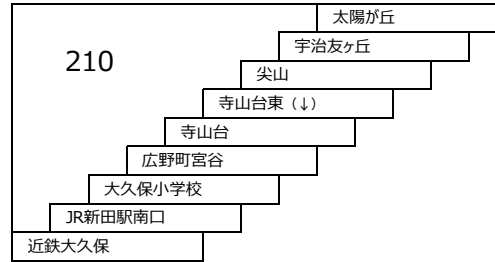 太陽が丘
宇治友ヶ丘
210
尖山
寺山台東（↓）
寺山台
広野町宮谷
大久保小学校
JR新田駅南口
近鉄大久保